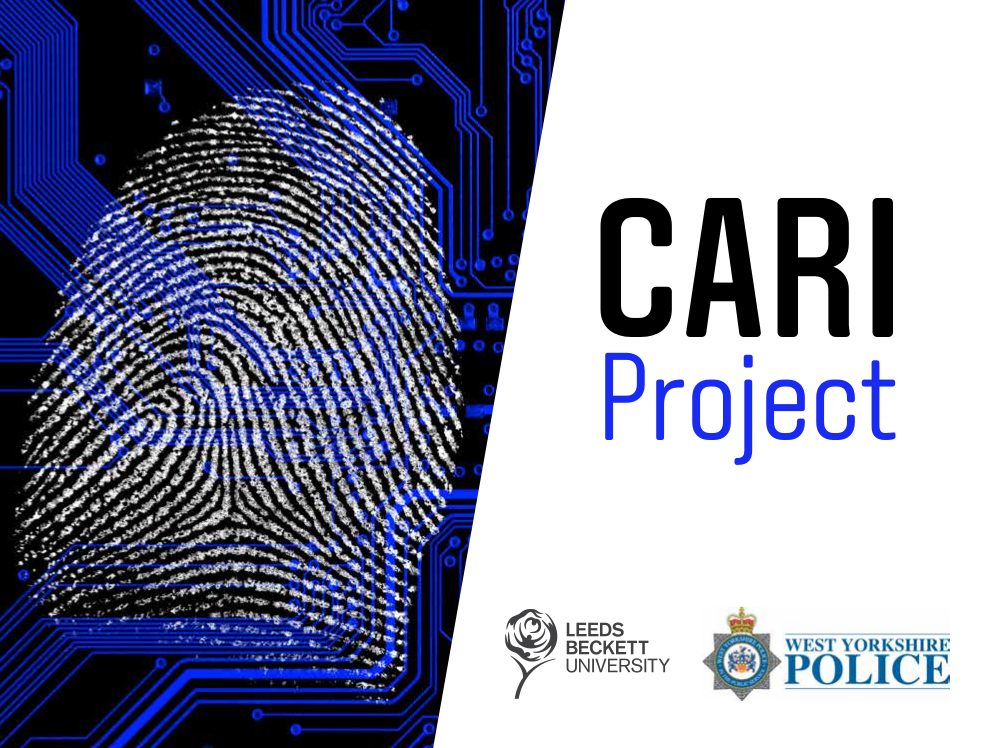 CARI
Project
LEEDS
BECKETT
UNIVERSITY
WEST YORKSHIRE
POLICE